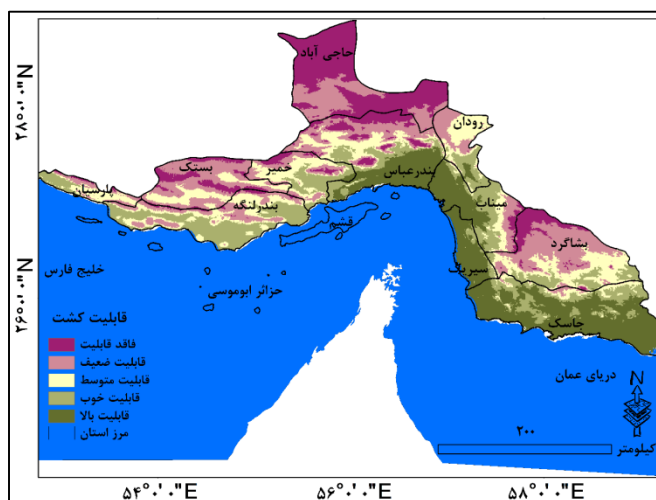 حاجی آباد
رودان
بستک
خمیر
بندرعباس
پارسیان
بندرلنگه
میناب
قشم
بشاگرد
سیریک
خلیج فارس
جزائر ابوموسی
جاسک
دریای عمان
قابلیت کشت
فاقد قابلیت
قابلیت ضعیف
قابلیت متوسط
قابلیت خوب
قابلیت بالا
مرز استان
N
۲۰۰
کیلومتر
۲۸°۰'۰"N
۲۶°۰'۰"N
۵۴°۰'۰"E
۵۶°۰'۰"E
۵۸°۰'۰"E